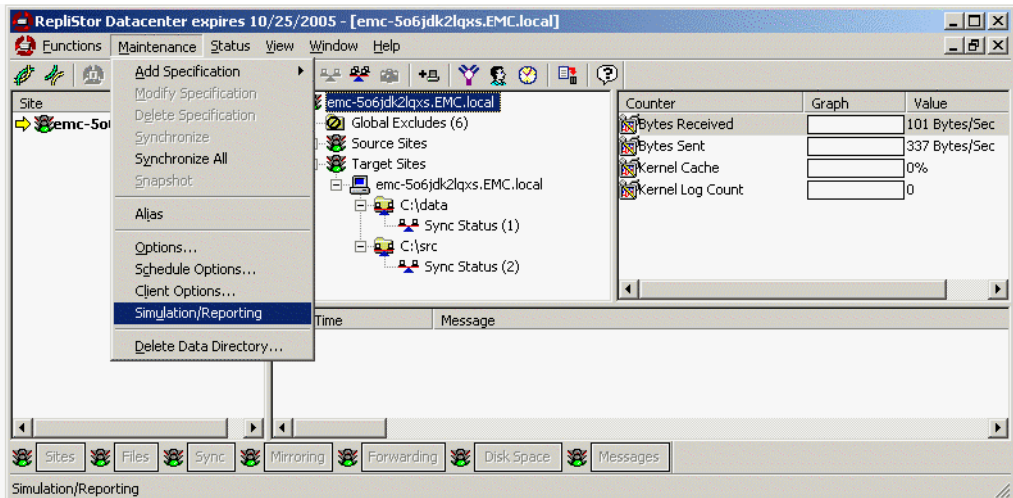 RepliStor Datacenter expires 10/25/2005 - [emc-5o6jdk2lqxs.EMC.local]
Functions Maintenance Status View Window Help
Add Specification
Modify Specification
Delete Specification
Synchronize
Synchronize All
Snapshot
Alias
Options...
Schedule Options...
Client Options...
Simulation/Reporting
Delete Data Directory...
Site
emc-5o
emc-5o6jdk2lqxs.EMC.local
Global Excludes (6)
Source Sites
Target Sites
emc-5o6jdk2lqxs.EMC.local
C:\data
Sync Status (1)
C:\src
Sync Status (2)
Counter Graph Value
Bytes Received 101 Bytes/Sec
Bytes Sent 337 Bytes/Sec
Kernel Cache 0%
Kernel Log Count 0
Time Message
Sites Files Sync Mirroring Forwarding Disk Space Messages
Simulation/Reporting